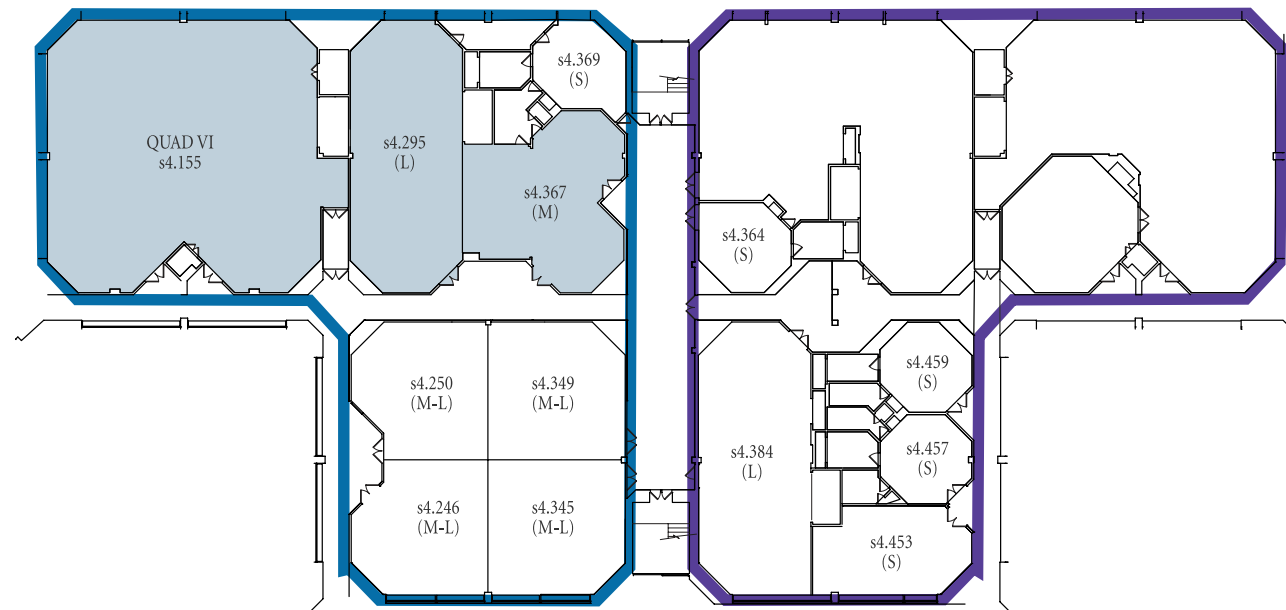 s4.369
(S)
QUAD VI
s4.155
s4.295
(L)
s4.367
(M)
s4.364
(S)
s4.250
(M-L)
s4.349
(M-L)
s4.459
(S)
s4.384
(L)
s4.457
(S)
s4.246
(M-L)
s4.345
(M-L)
s4.453
(S)